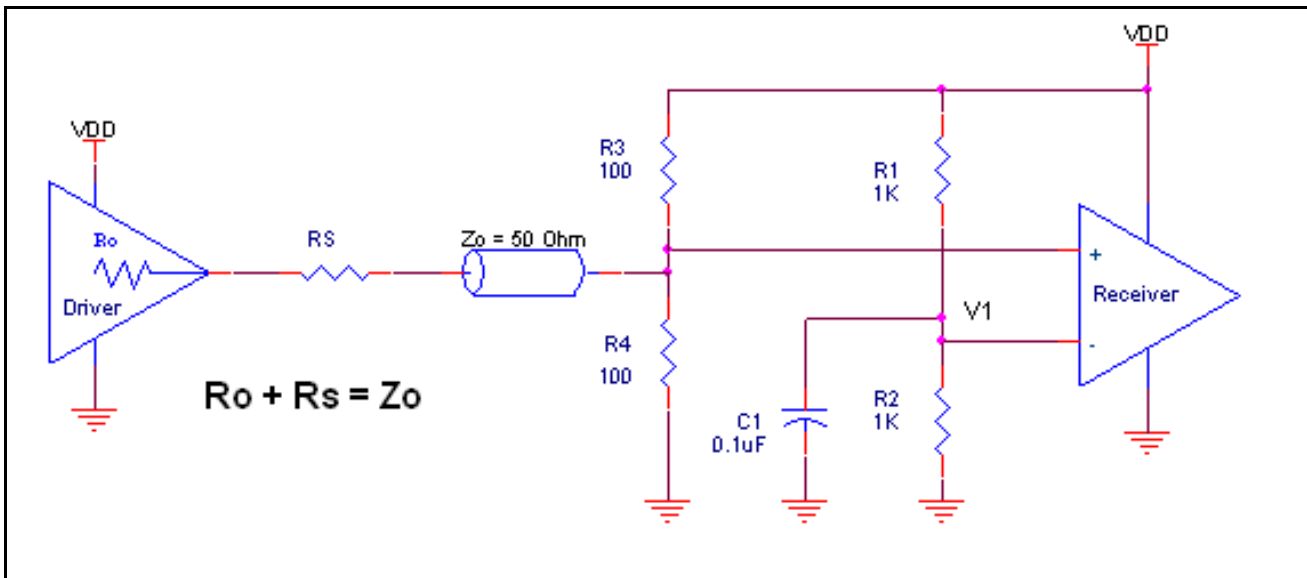 VDD
VDD
R3
100
R1
1K
Ro
RS
Zo = 50 Ohm
+
Driver
Receiver
V1
-
R4
100
Ro + Rs = Zo
R2
1K
C1
0.1uF